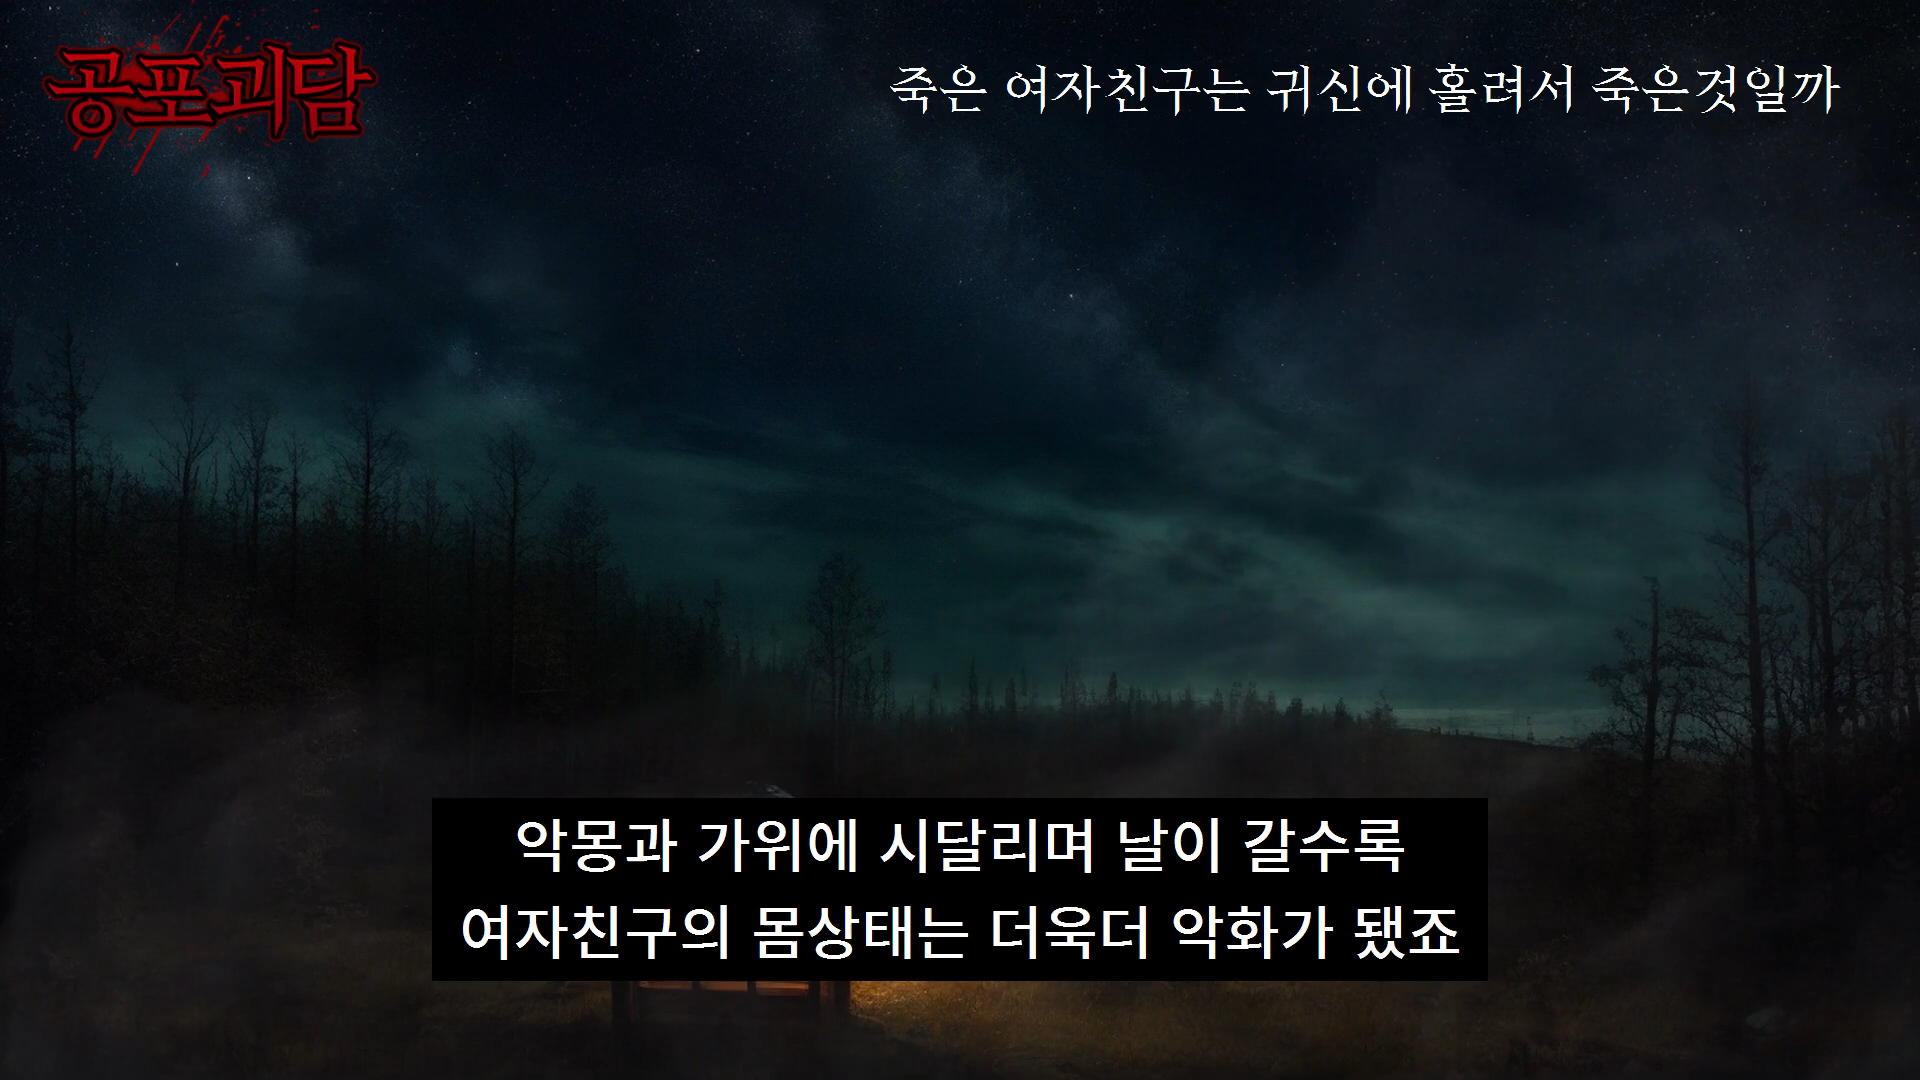 공포괴담
죽은 여자친구는 귀신에 홀려서 죽은것일까
악몽과 가위에 시달리며 날이 갈수록
여자친구의 몸상태는 더욱더 악화가 됐죠